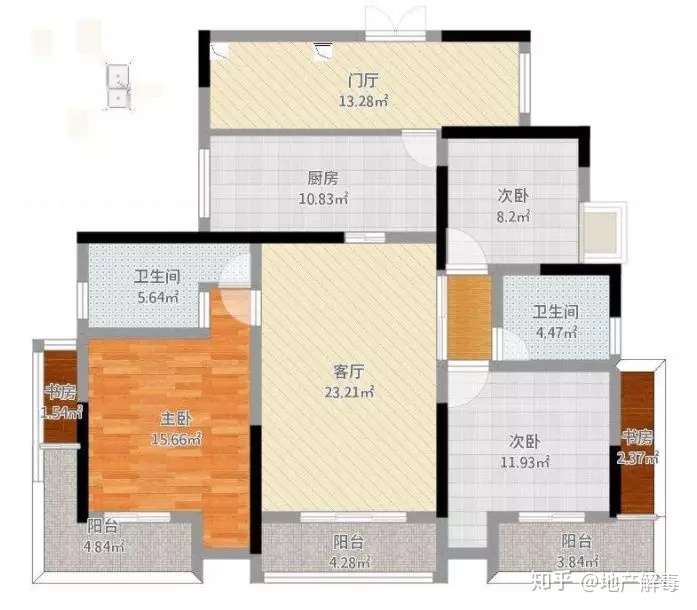 门厅
13.28㎡
厨房
10.83㎡
次卧
8.2㎡
卫生间
5.64㎡
卫生间
4.47㎡
客厅
23.21㎡
书房
1.54㎡
主卧
15.66㎡
次卧
11.93㎡
书房
2.37㎡
阳台
4.84㎡
阳台
4.28㎡
阳台
3.84㎡
知乎 @地产解毒